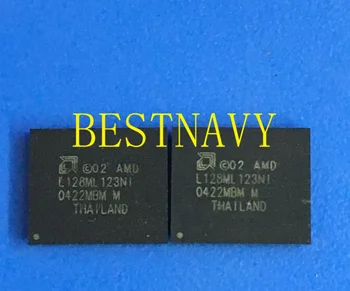 BESTNAVY
©02 AMD
L128ML123NI
0422MBM M
THAILAND
©02 AMD
L128ML123NI
0422MBM M
THAILAND